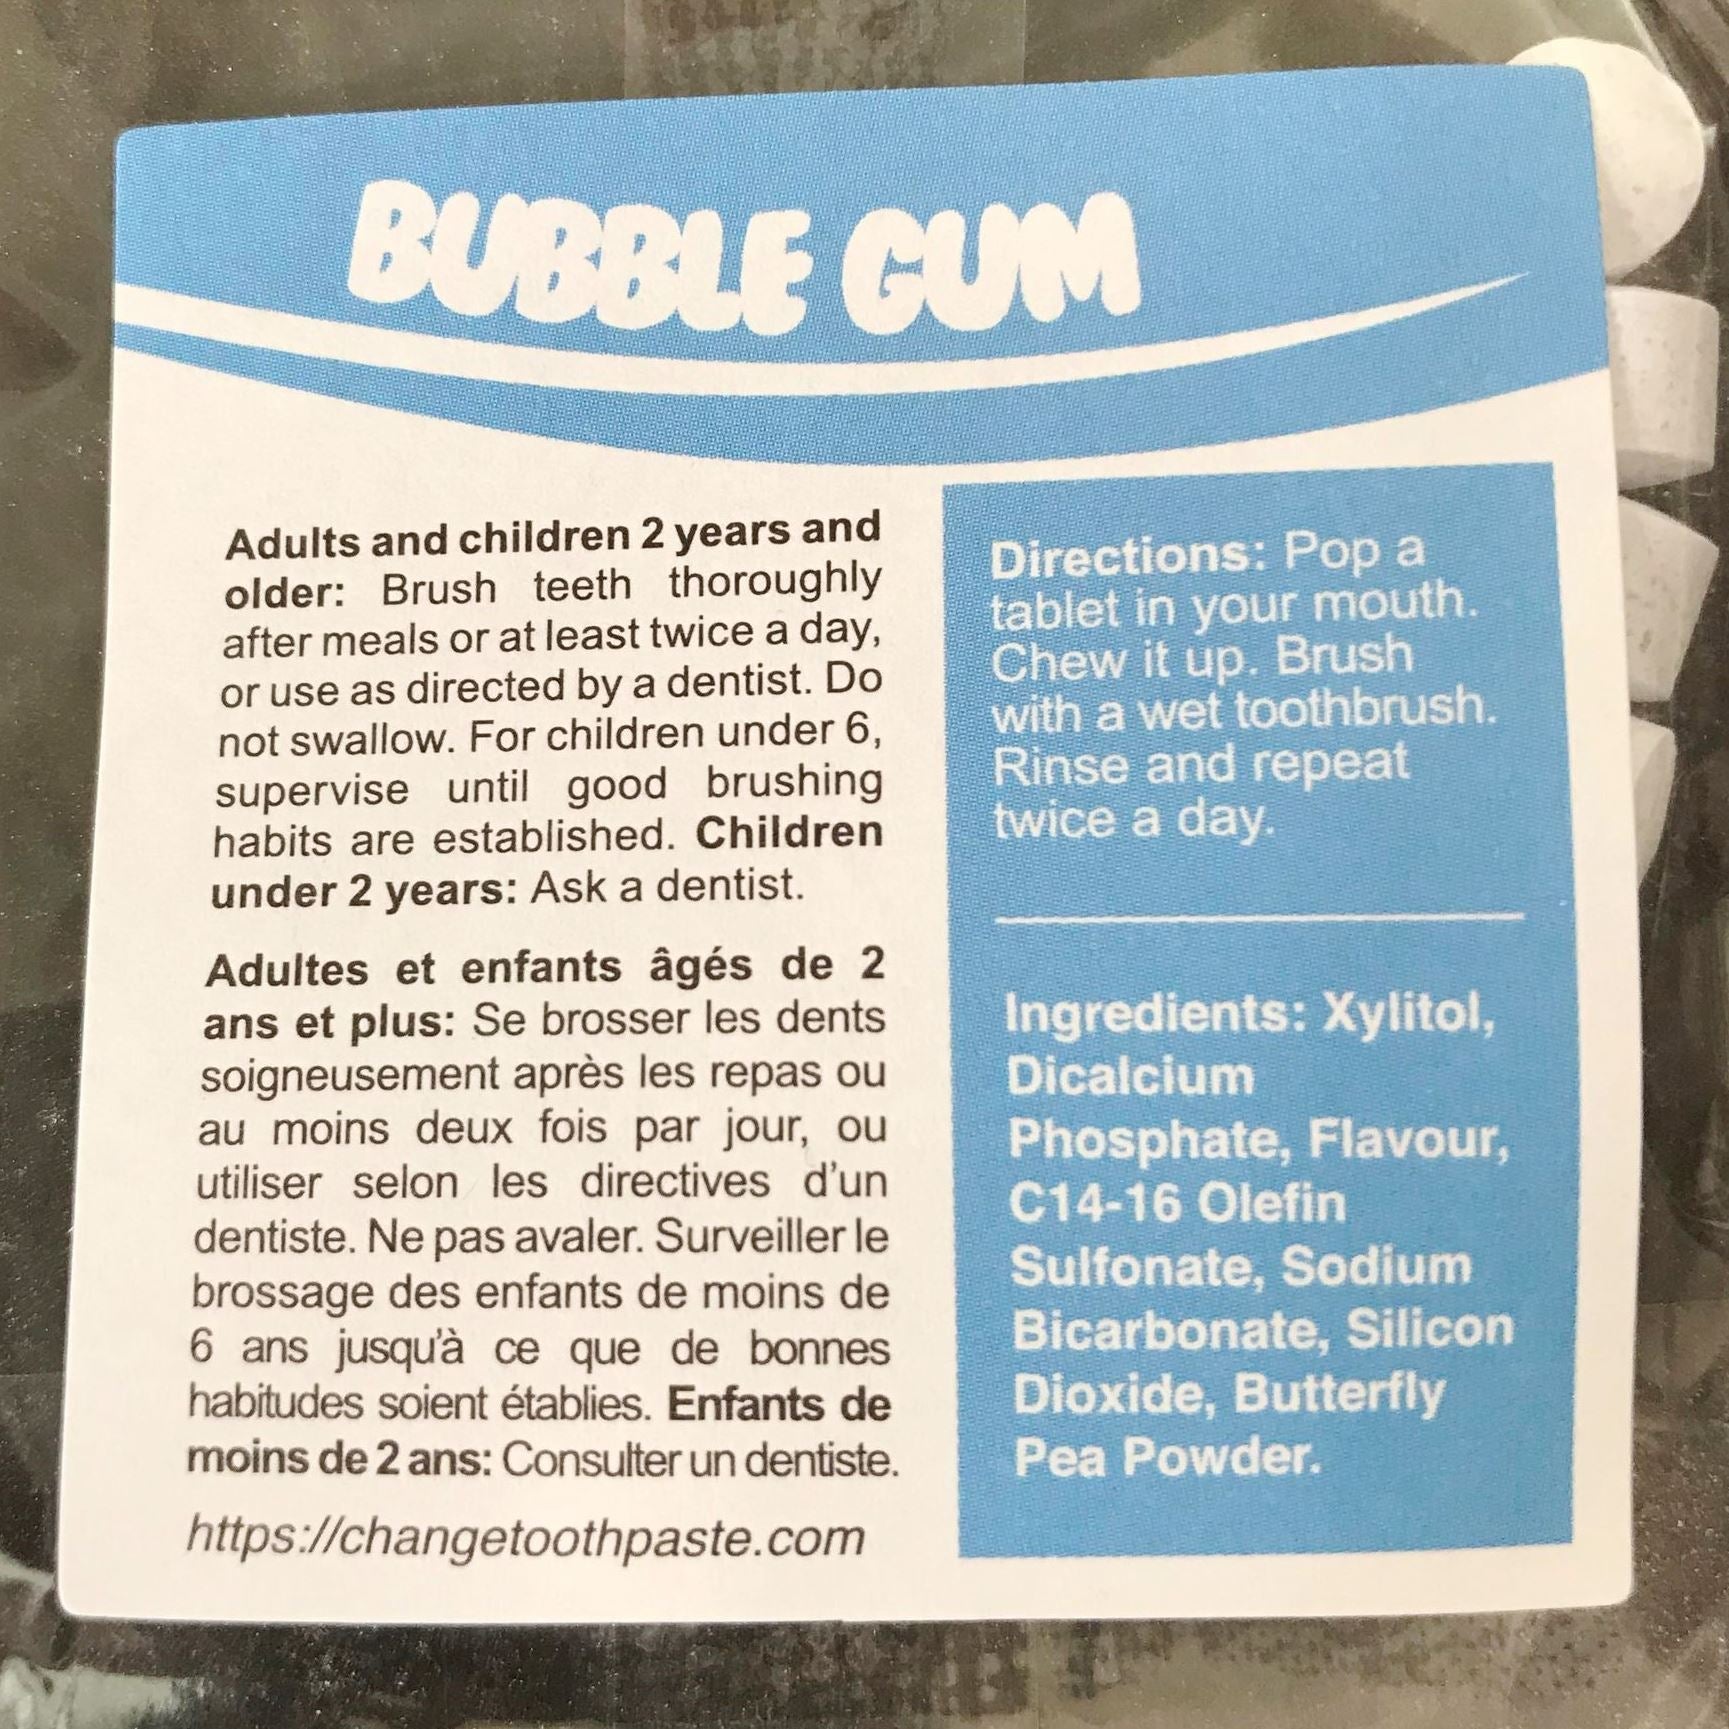 BUBBLE GUM
Adults and children 2 years and
older: Brush teeth thoroughly
after meals or at least twice a day,
or use as directed by a dentist. Do
not swallow. For children under 6,
supervise until good brushing
habits are established. Children
under 2 years: Ask a dentist.
Adultes et enfants âgés de 2
ans et plus: Se brosser les dents
soigneusement après les repas ou
au moins deux fois par jour, ou
utiliser selon les directives d'un
dentiste. Ne pas avaler. Surveiller le
brossage des enfants de moins de
6 ans jusqu'à ce que de bonnes
habitudes soient établies. Enfants de
moins de 2 ans: Consulter un dentiste.
https://changetoothpaste.com
Directions: Pop a
tablet in your mouth.
Chew it up. Brush
with a wet toothbrush.
Rinse and repeat
twice a day.
Ingredients: Xylitol,
Dicalcium
Phosphate, Flavour,
C14-16 Olefin
Sulfonate, Sodium
Bicarbonate, Silicon
Dioxide, Butterfly
Pea Powder.